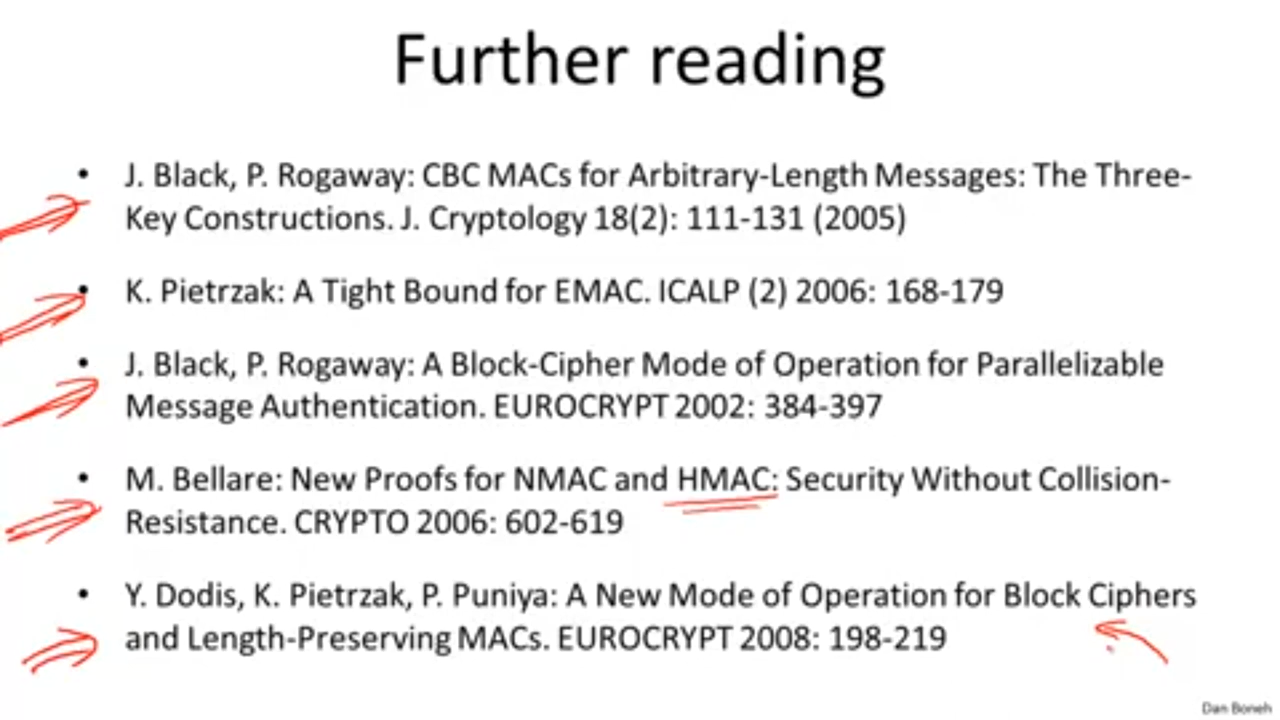 Further reading
• J. Black, P. Rogaway: CBC MACs for Arbitrary-Length Messages: The Three-
Key Constructions. J. Cryptology 18(2): 111-131 (2005)
• K. Pietrzak: A Tight Bound for EMAC. ICALP (2) 2006: 168-179
• J. Black, P. Rogaway: A Block-Cipher Mode of Operation for Parallelizable
Message Authentication. EUROCRYPT 2002: 384-397
• M. Bellare: New Proofs for NMAC and HMAC: Security Without Collision-
Resistance. CRYPTO 2006: 602-619
• Y. Dodis, K. Pietrzak, P. Puniya: A New Mode of Operation for Block Ciphers
and Length-Preserving MACs. EUROCRYPT 2008: 198-219
Dan Boneh